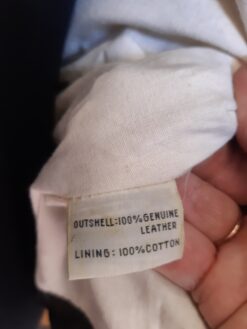 OUTSHELL:100% GENUINE
LEATHER
LINING: 100% COTTON